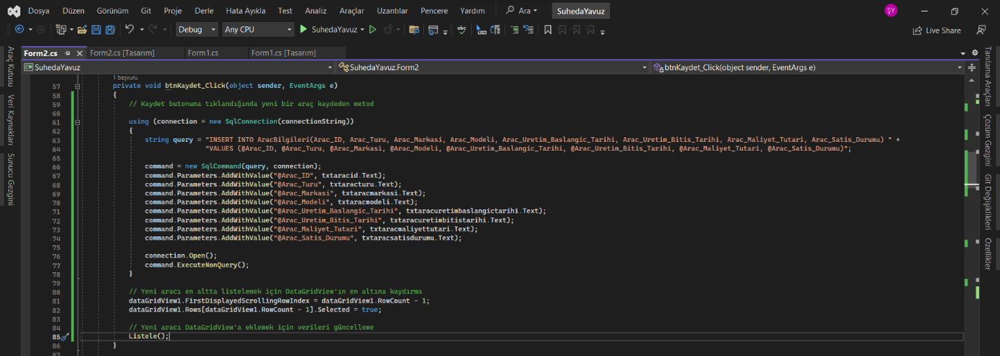 Dosya Düzen Görünüm Git Proje Derle Hata Ayıkla Test Analiz Araçlar Uzantılar Pencere Yardım Ara SuhedaYavuz ŞY
Debug Any CPU SuhedaYavuz Live Share
Form2.cs Form2.cs [Tasarım] Form1.cs Form1.cs [Tasarım]
SuhedaYavuz SuhedaYavuz.Form2 btnKaydet_Click(object sender, EventArgs e)
Araç Kutusu
Veri Kaynakları
Sunucu Gezgini
1 başvuru
57 private void btnKaydet_Click(object sender, EventArgs e)
58 {
59 // Kaydet butonuna tıklandığında yeni bir araç kaydeden metod
60
61 using (connection = new SqlConnection(connectionString))
62 {
63 string query = "INSERT INTO AracBilgileri(Arac_ID, Arac_Turu, Arac_Markasi, Arac_Modeli, Arac_Uretim_Baslangic_Tarihi, Arac_Uretim_Bitis_Tarihi, Arac_Maliyet_Tutari, Arac_Satis_Durumu) " +
64 "VALUES (@Arac_ID, @Arac_Turu, @Arac_Markasi, @Arac_Modeli, @Arac_Uretim_Baslangic_Tarihi, @Arac_Uretim_Bitis_Tarihi, @Arac_Maliyet_Tutari, @Arac_Satis_Durumu)";
65
66 command = new SqlCommand(query, connection);
67 command.Parameters.AddWithValue("@Arac_ID", txtaracid.Text);
68 command.Parameters.AddWithValue("@Arac_Turu", txtaracturu.Text);
69 command.Parameters.AddWithValue("@Arac_Markasi", txtaracmarkasi.Text);
70 command.Parameters.AddWithValue("@Arac_Modeli", txtaracmodeli.Text);
71 command.Parameters.AddWithValue("@Arac_Uretim_Baslangic_Tarihi", txtaracuretimbaslangictarihi.Text);
72 command.Parameters.AddWithValue("@Arac_Uretim_Bitis_Tarihi", txtaracuretimbitistarihi.Text);
73 command.Parameters.AddWithValue("@Arac_Maliyet_Tutari", txtaracmaliyettutari.Text);
74 command.Parameters.AddWithValue("@Arac_Satis_Durumu", txtaracsatisdurumu.Text);
75
76 connection.Open();
77 command.ExecuteNonQuery();
78 }
79
80 // Yeni aracı en altta listelemek için DataGridView'ın en altına kaydırma
81 dataGridView1.FirstDisplayedScrollingRowIndex = dataGridView1.RowCount - 1;
82 dataGridView1.Rows[dataGridView1.RowCount - 1].Selected = true;
83
84 // Yeni aracı DataGridView'a eklemek için verileri güncelleme
85 Listele();
86 }
87
Tanılama Araçları
Çözüm Gezgini
Git Değişiklikleri
Özellikler